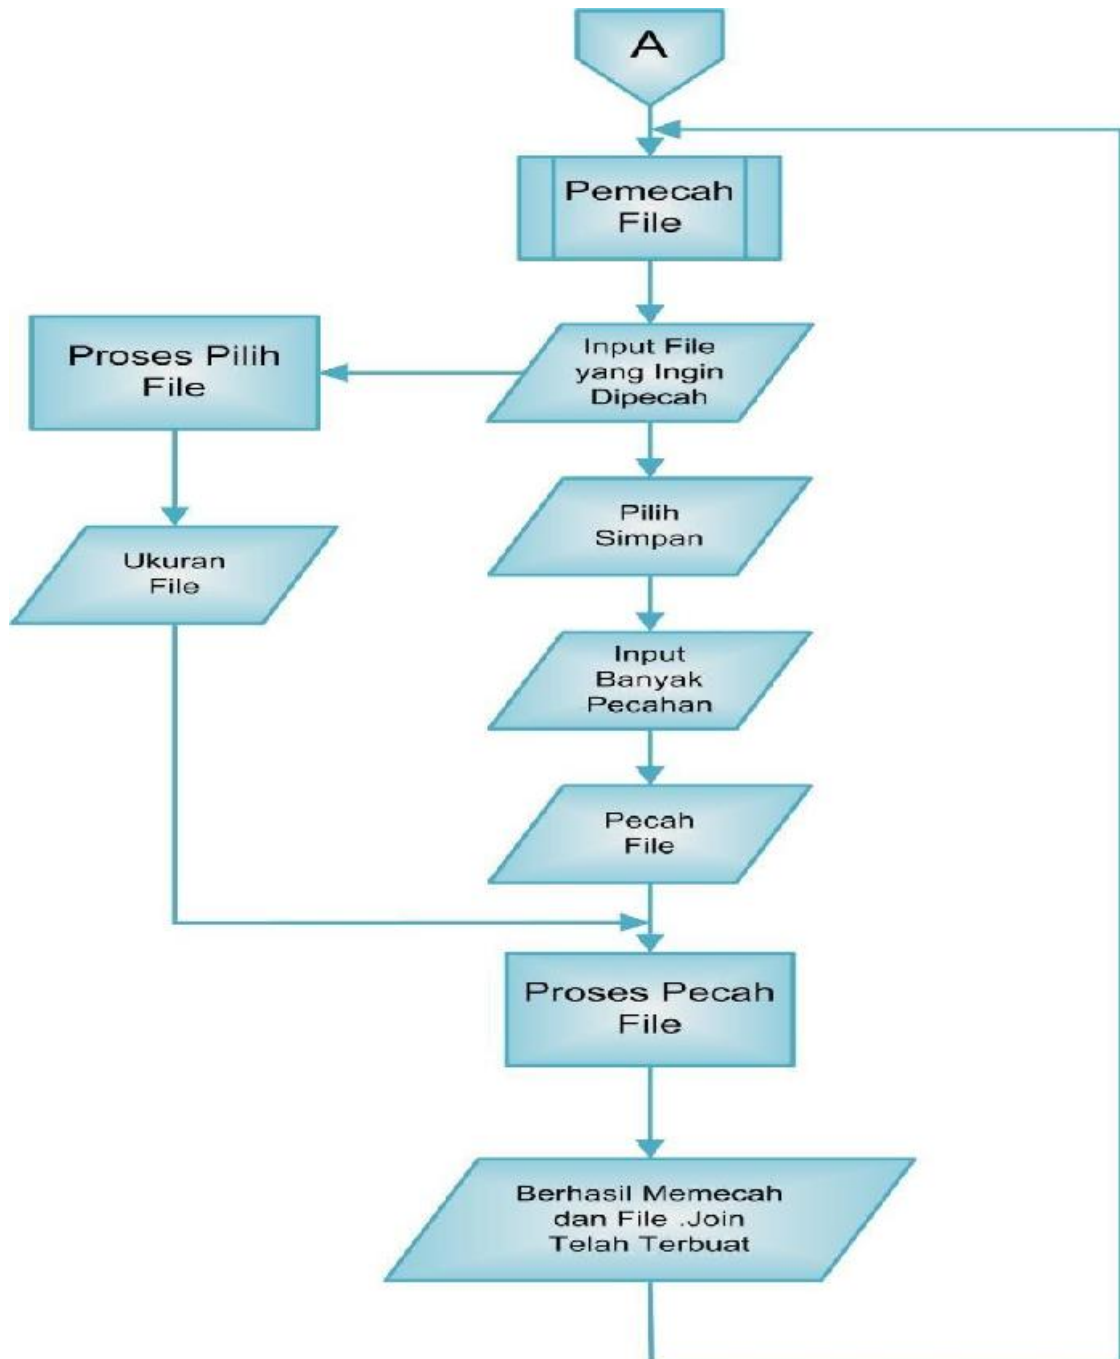 A
Pemecah
File
Proses Pilih
File
Input File
yang Ingin
Dipecah
Ukuran
File
Pilih
Simpan
Input
Banyak
Pecahan
Pecah
File
Proses Pecah
File
Berhasil Memecah
dan File .Join
Telah Terbuat